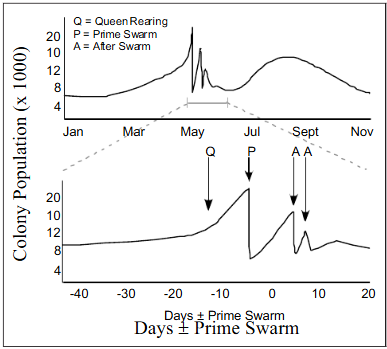 Q = Queen Rearing
P = Prime Swarm
A = After Swarm
Colony Population (x 1000)
20
10
12
8
4
Jan Mar May Jul Sept Nov
Q P A A
20
10
12
8
4
-40 -30 -20 -10 0 10 20
Days ± Prime Swarm
Days ± Prime Swarm